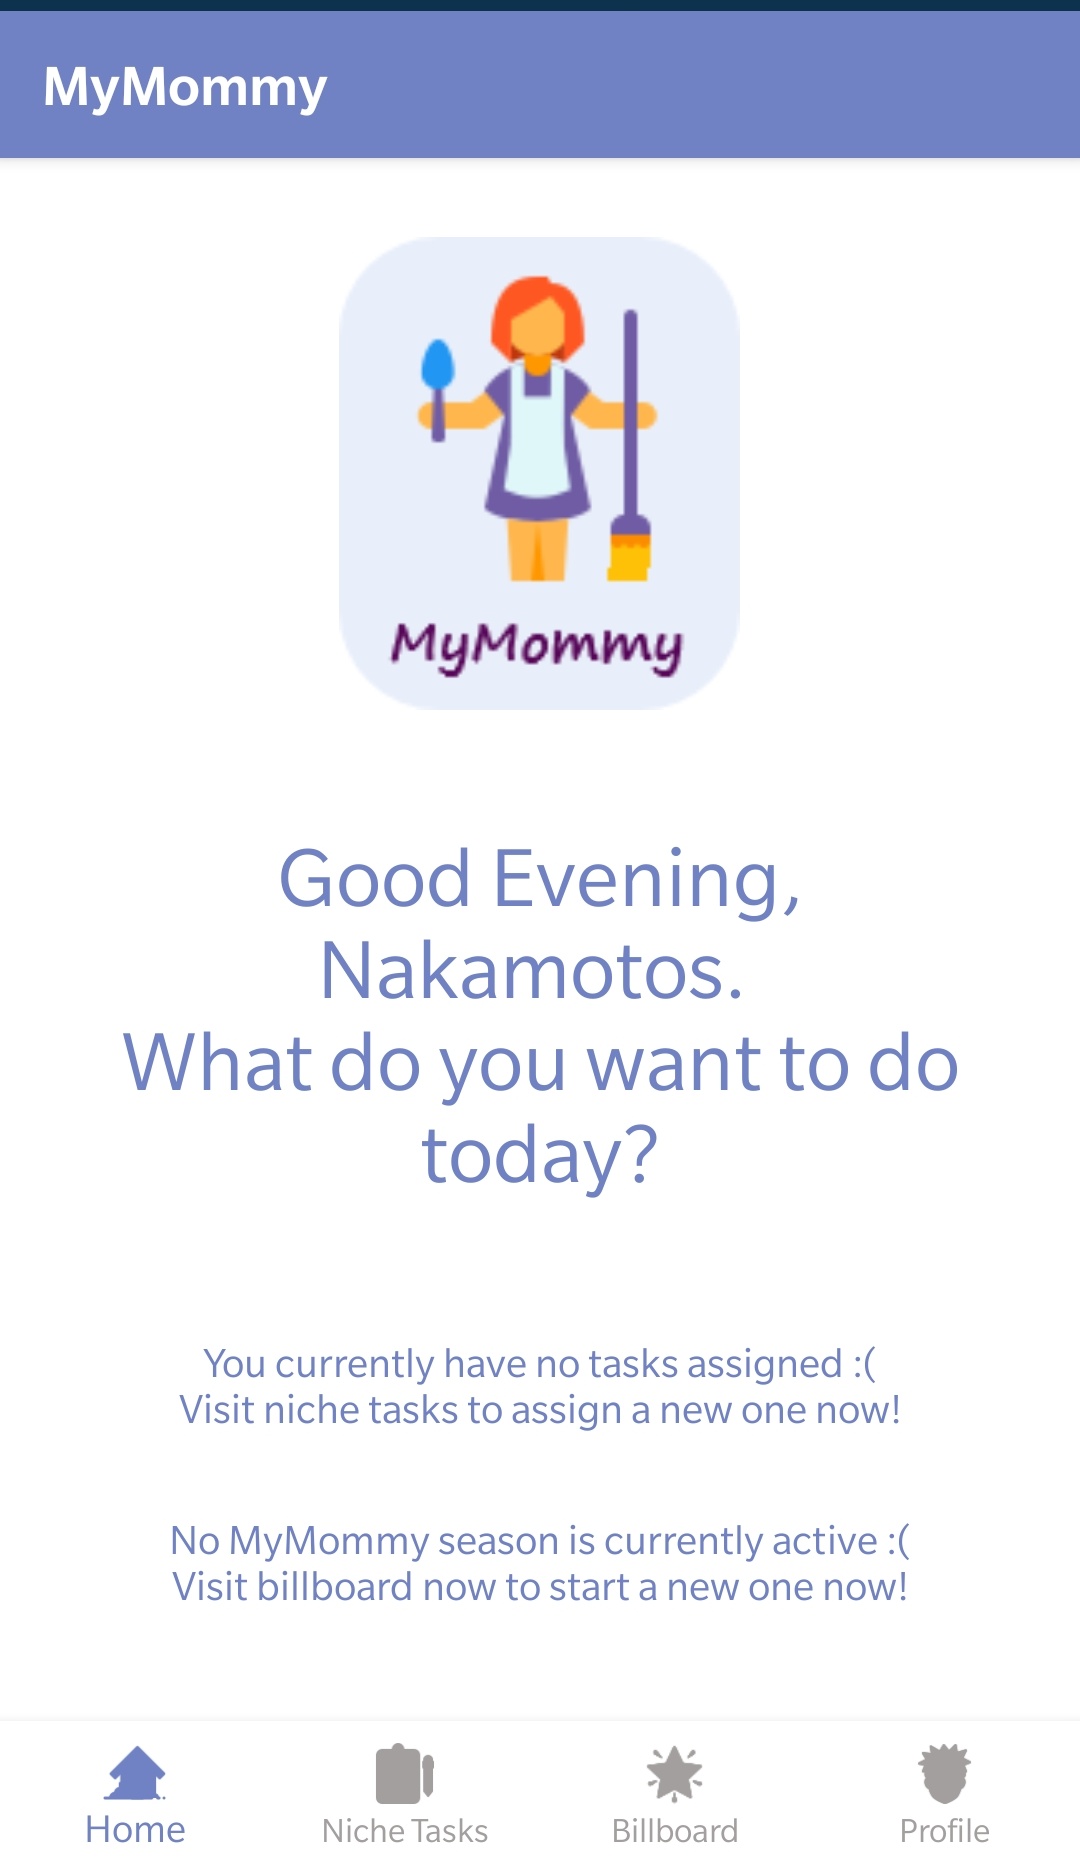 MyMommy
MyMommy
Good Evening,
Nakamotos.
What do you want to do
today?
You currently have no tasks assigned :(
Visit niche tasks to assign a new one now!
No MyMommy season is currently active :(
Visit billboard now to start a new one now!
Home
Niche Tasks
Billboard
Profile